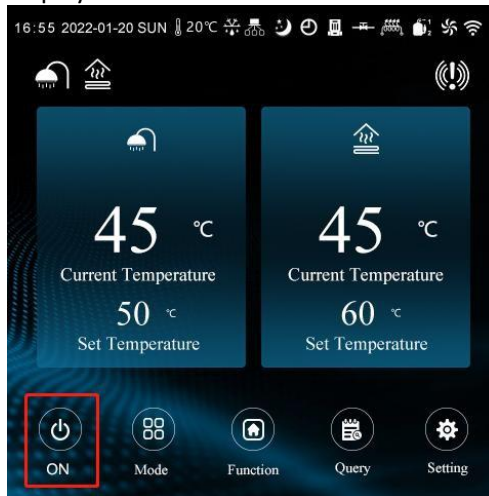 16:55 2022-01-20 SUN 20℃
45 ℃ 45 ℃
Current Temperature Current Temperature
50 ℃ 60 ℃
Set Temperature Set Temperature
ON Mode Function Query Setting